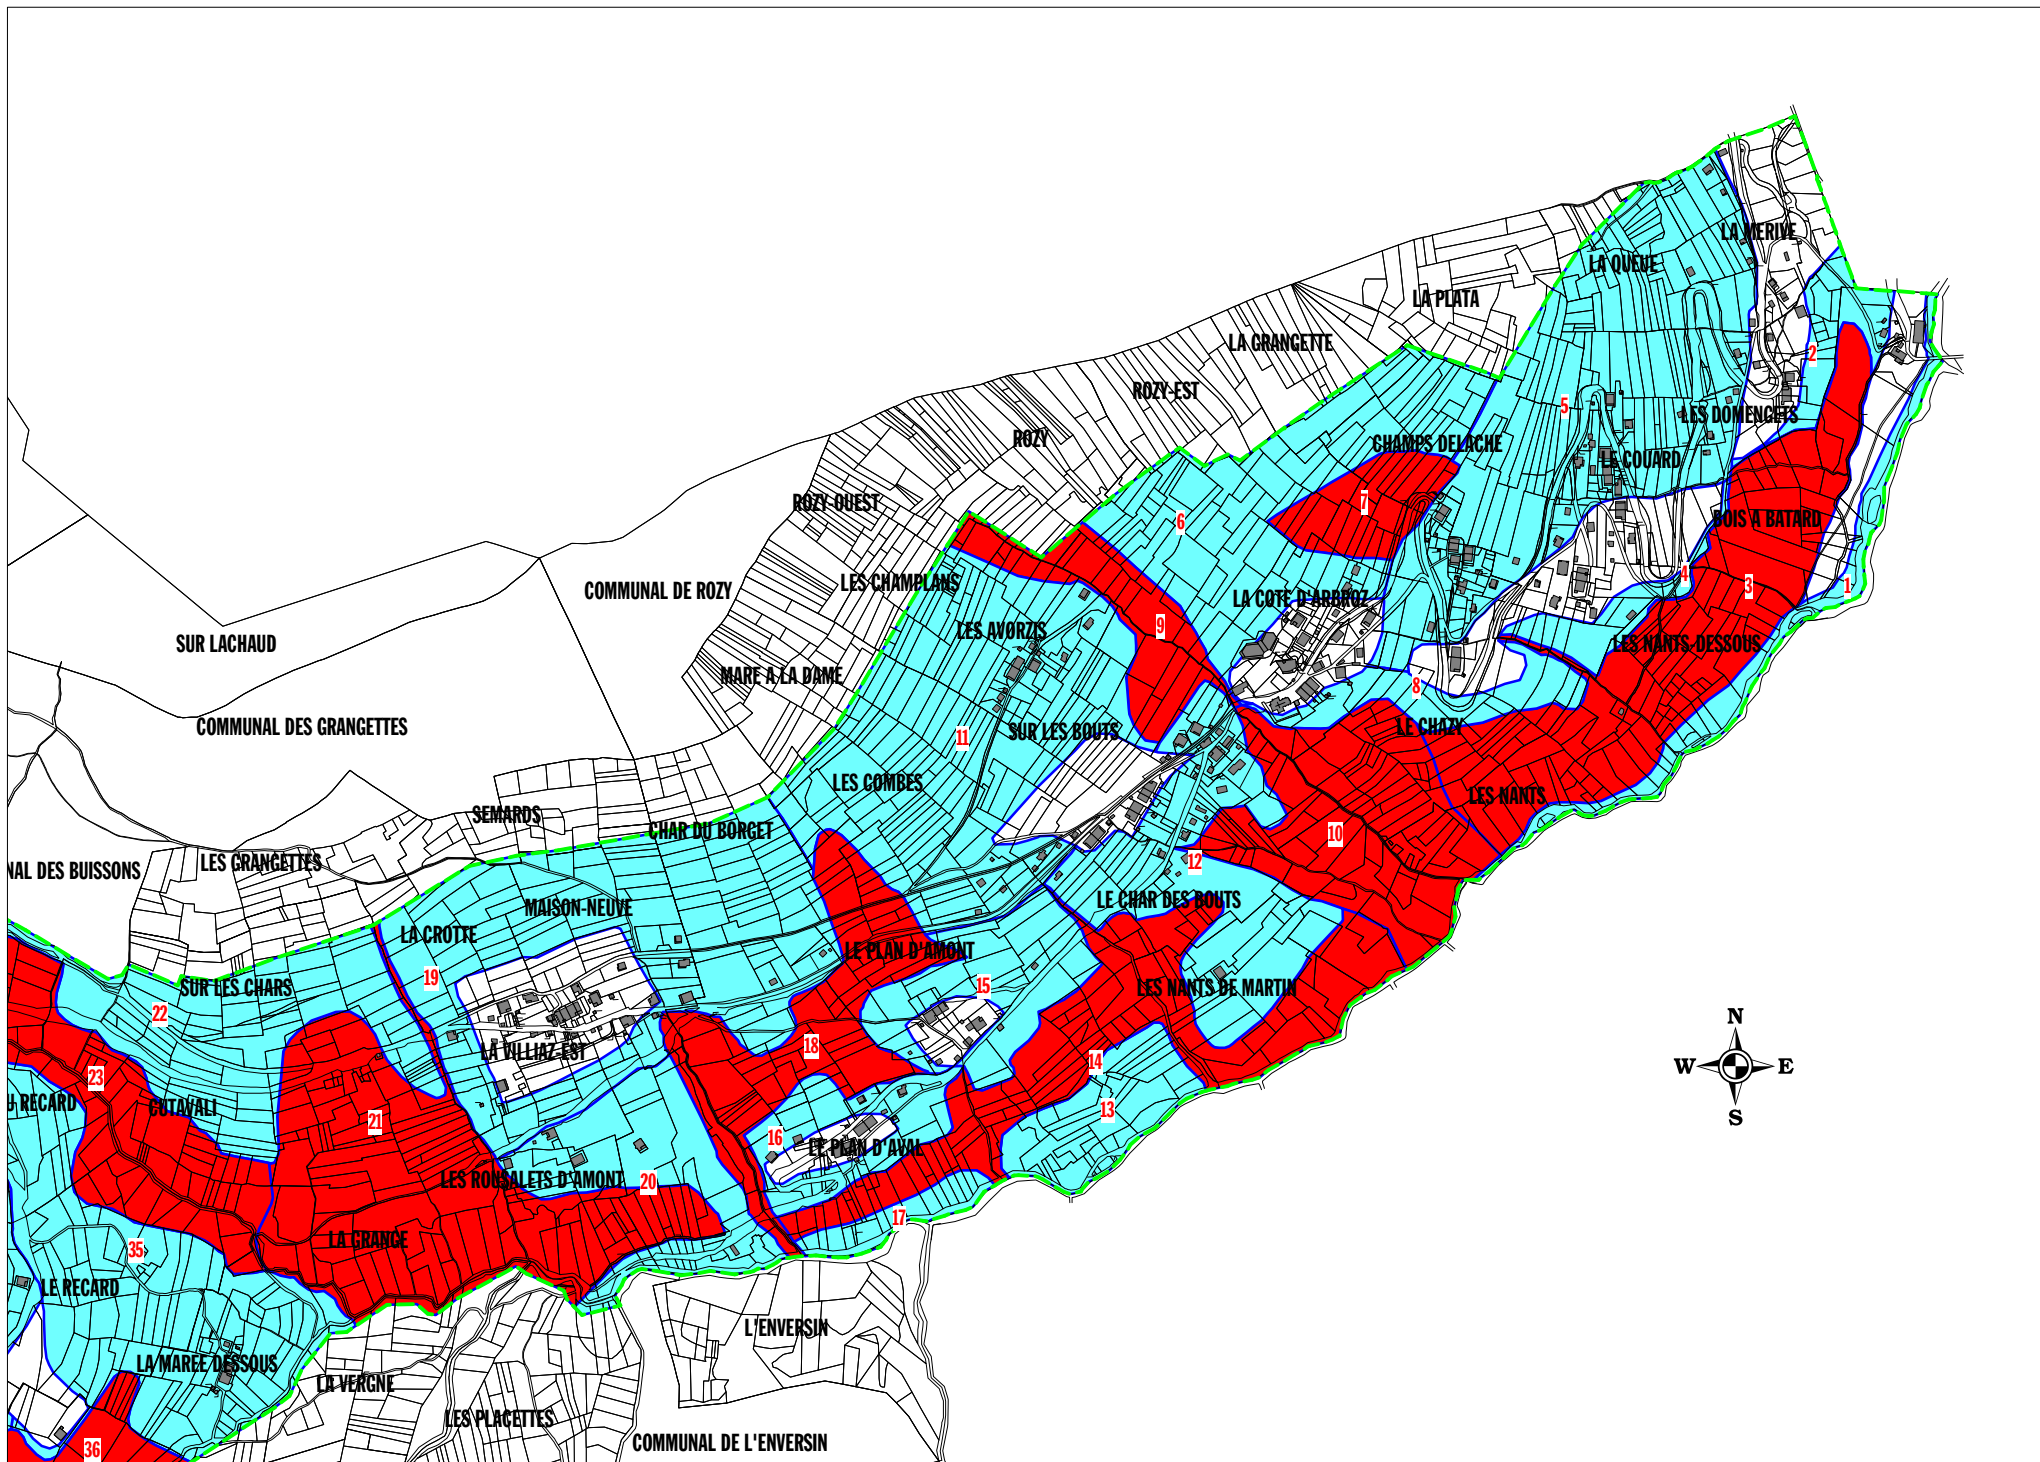 LA MERIVE
LA QUEUE
LA PLATA
LA GRANGETTE
2
ROZY-EST
5
LES DOMENGETS
ROZY
CHAMPS DELACHE
LE COUARD
ROZY-OUEST
7
6
BOIS A BATARD
COMMUNAL DE ROZY
LES CHAMPLANS
4
3
1
LA COTE D'ARBROZ
9
LES AVORZIS
SUR LACHAUD
LES NANTS-DESSOUS
MARE A LA DAME
8
COMMUNAL DES GRANGETTES
11
SUR LES BOUTS
LE CHAZY
LES COMBES
LES NANTS
SEMARDS
CHAR DU BORGET
10
NAL DES BUISSONS
LES GRANGETTES
12
LE CHAR DES BOUTS
MAISON-NEUVE
LA CROTTE
LE PLAN D'AMONT
19
SUR LES CHARS
15
LES NANTS DE MARTIN
22
N
LA VILLIAZ-EST
18
14
W
E
23
U RECARD
CUTAVALI
21
13
S
16
LE PLAN D'AVAL
LES ROUSALETS D'AMONT
20
17
LA GRANGE
35
LE RECARD
L'ENVERSIN
LA MAREE DESSOUS
LA VERGNE
LES PLACETTES
COMMUNAL DE L'ENVERSIN
36